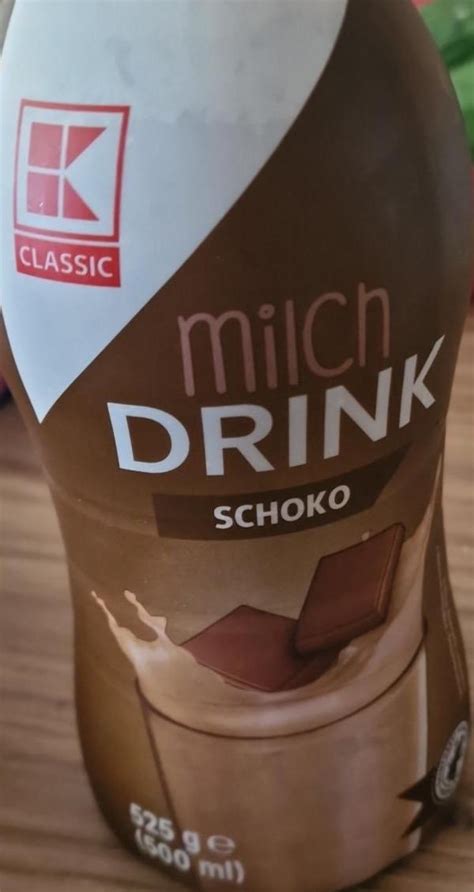 K
CLASSIC
milch
DRINK
SCHOKO
525 g ℮
(500 ml)